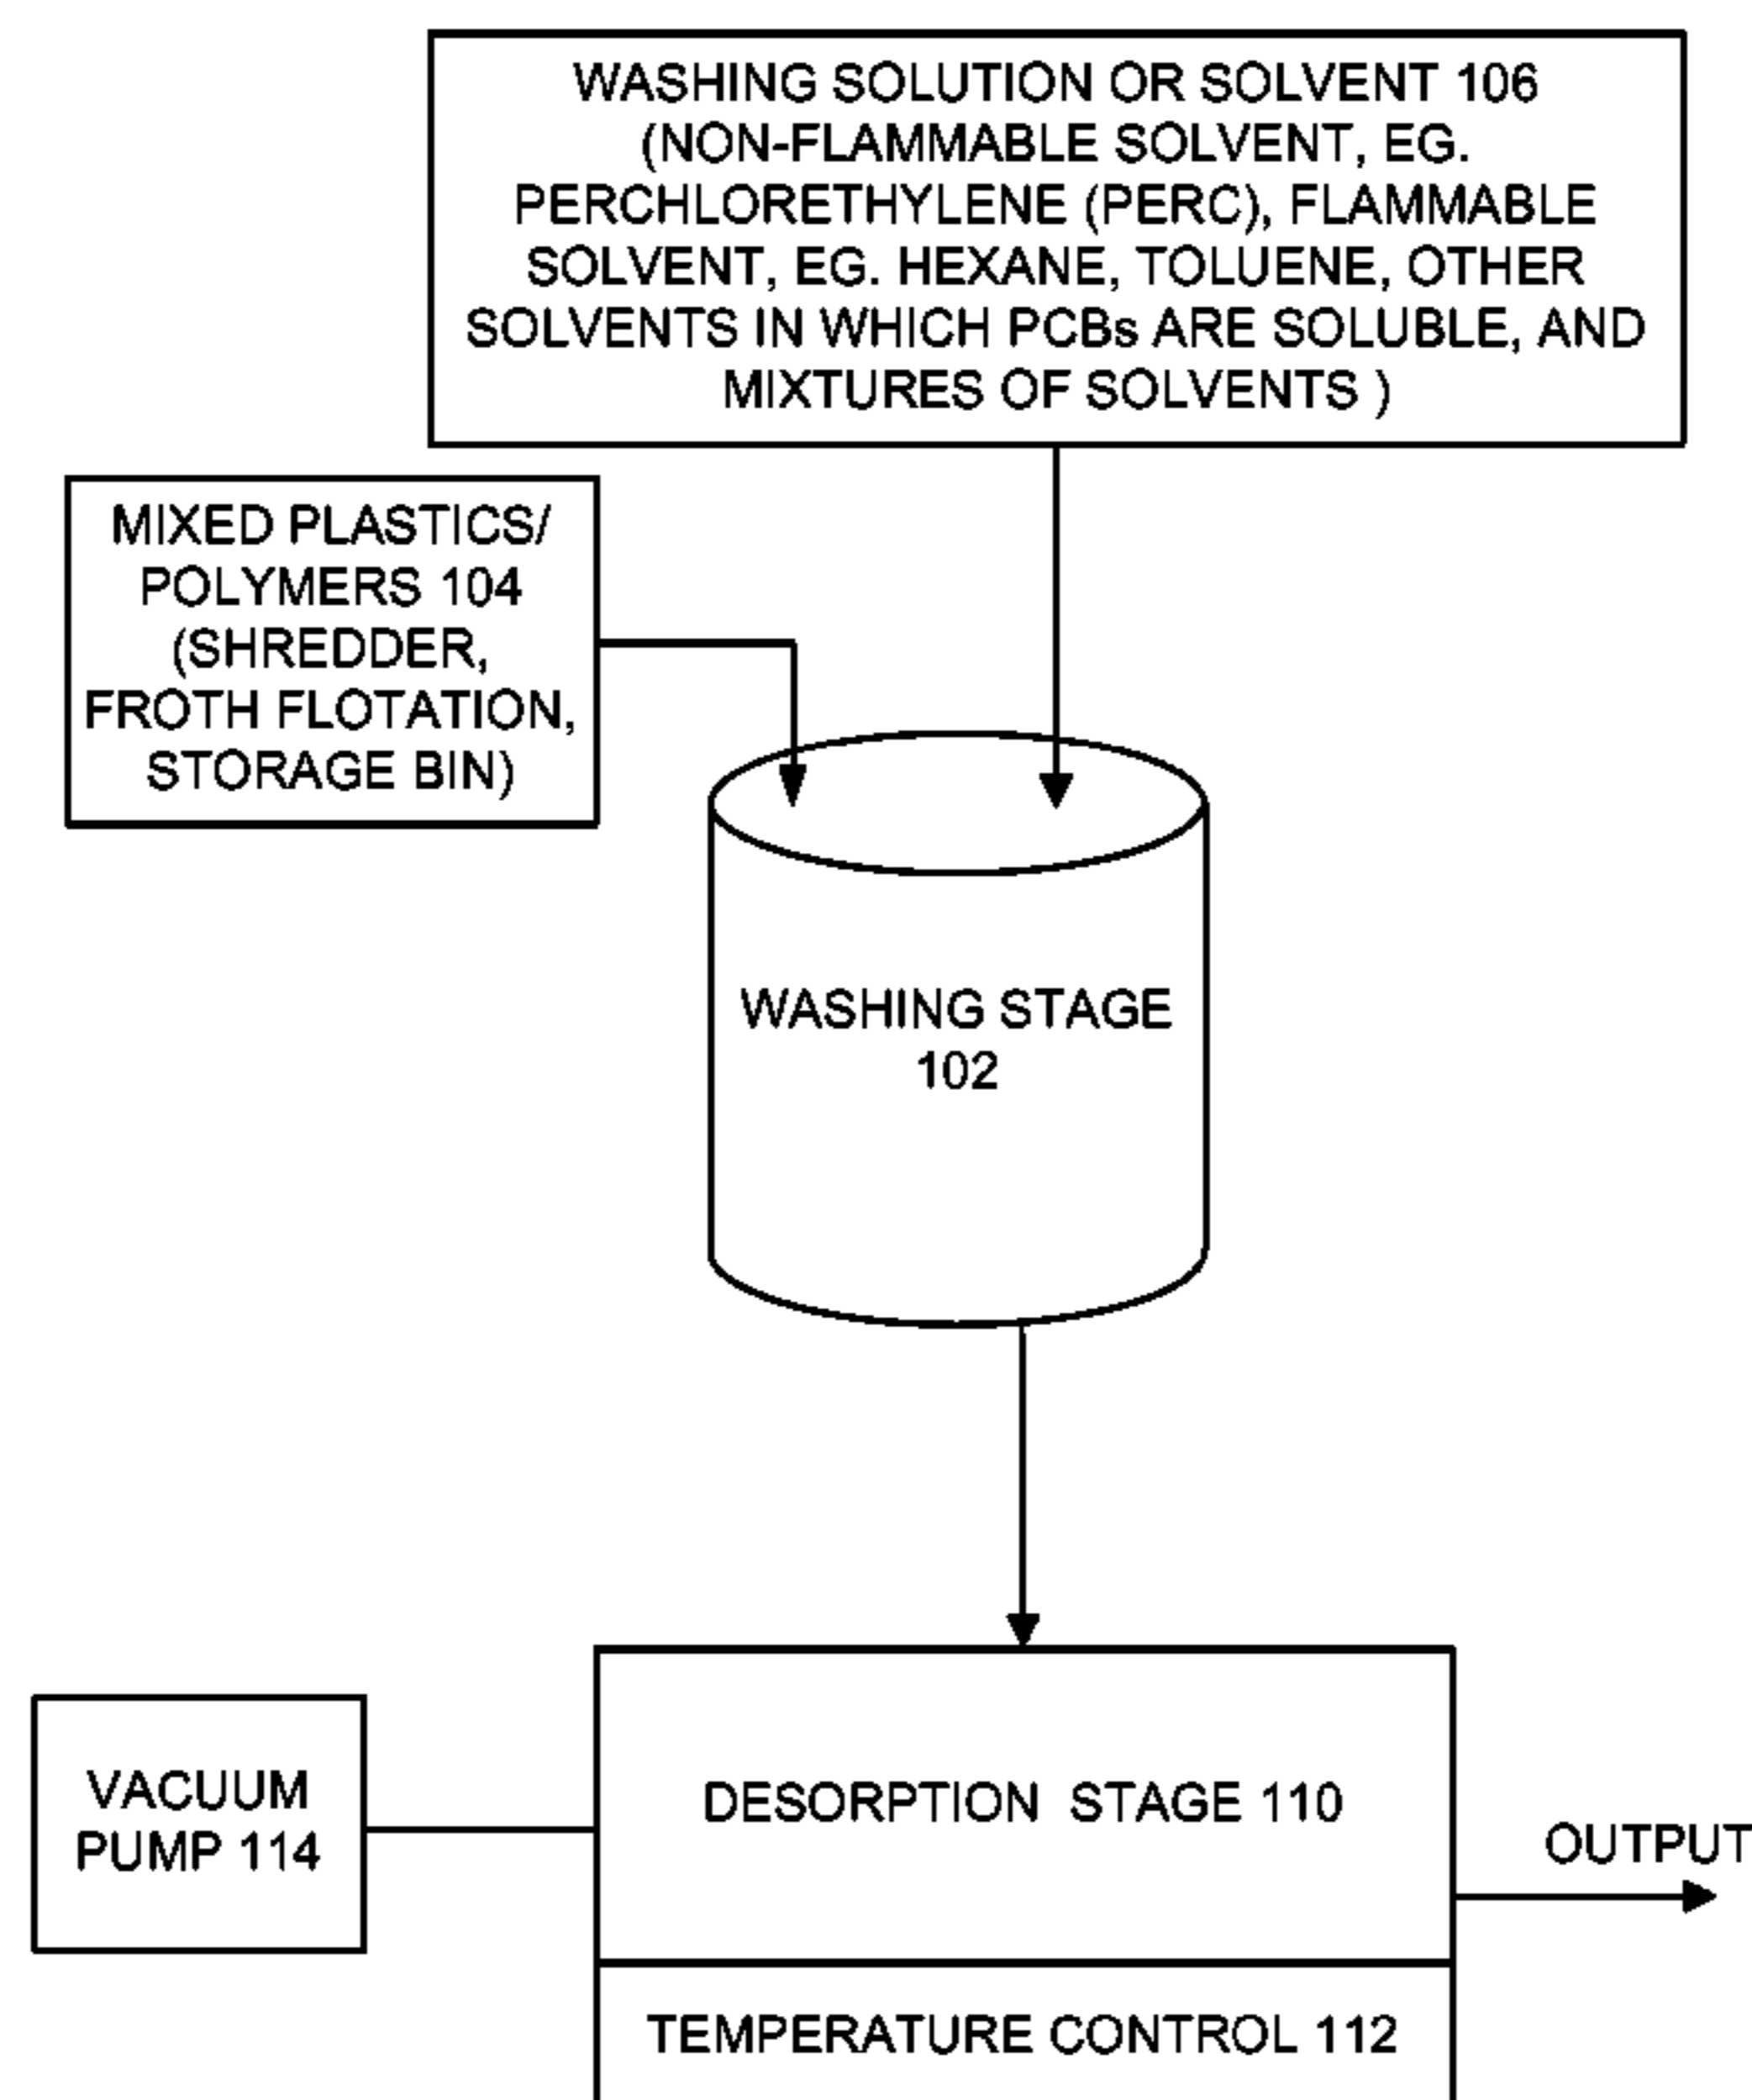 WASHING SOLUTION OR SOLVENT 106
(NON-FLAMMABLE SOLVENT, EG.
PERCHLORETHYLENE (PERC), FLAMMABLE
SOLVENT, EG. HEXANE, TOLUENE, OTHER
SOLVENTS IN WHICH PCBs ARE SOLUBLE, AND
MIXTURES OF SOLVENTS )
MIXED PLASTICS/
POLYMERS 104
(SHREDDER,
FROTH FLOTATION,
STORAGE BIN)
WASHING STAGE
102
VACUUM
PUMP 114
DESORPTION STAGE 110
OUTPUT
TEMPERATURE CONTROL 112